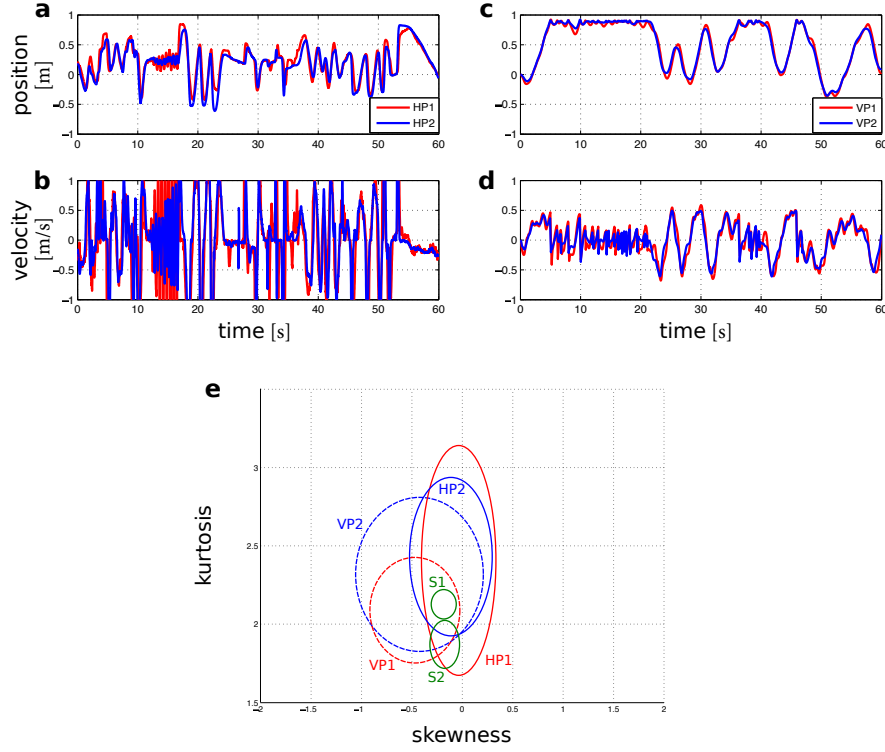 a
c
position
[m]
1
0.5
0
−0.5
−1
0
10
20
30
40
50
60
HP1
HP2
1
0.5
0
−0.5
−1
0
10
20
30
40
50
60
VP1
VP2
b
d
velocity
[m/s]
1
0.5
0
−0.5
−1
0
10
20
30
40
50
60
time [s]
1
0.5
0
−0.5
−1
0
10
20
30
40
50
60
time [s]
e
kurtosis
3
2.5
2
1.5
HP2
VP2
S1
VP1
S2
HP1
−2
−1.5
−1
−0.5
0
0.5
1
1.5
2
skewness